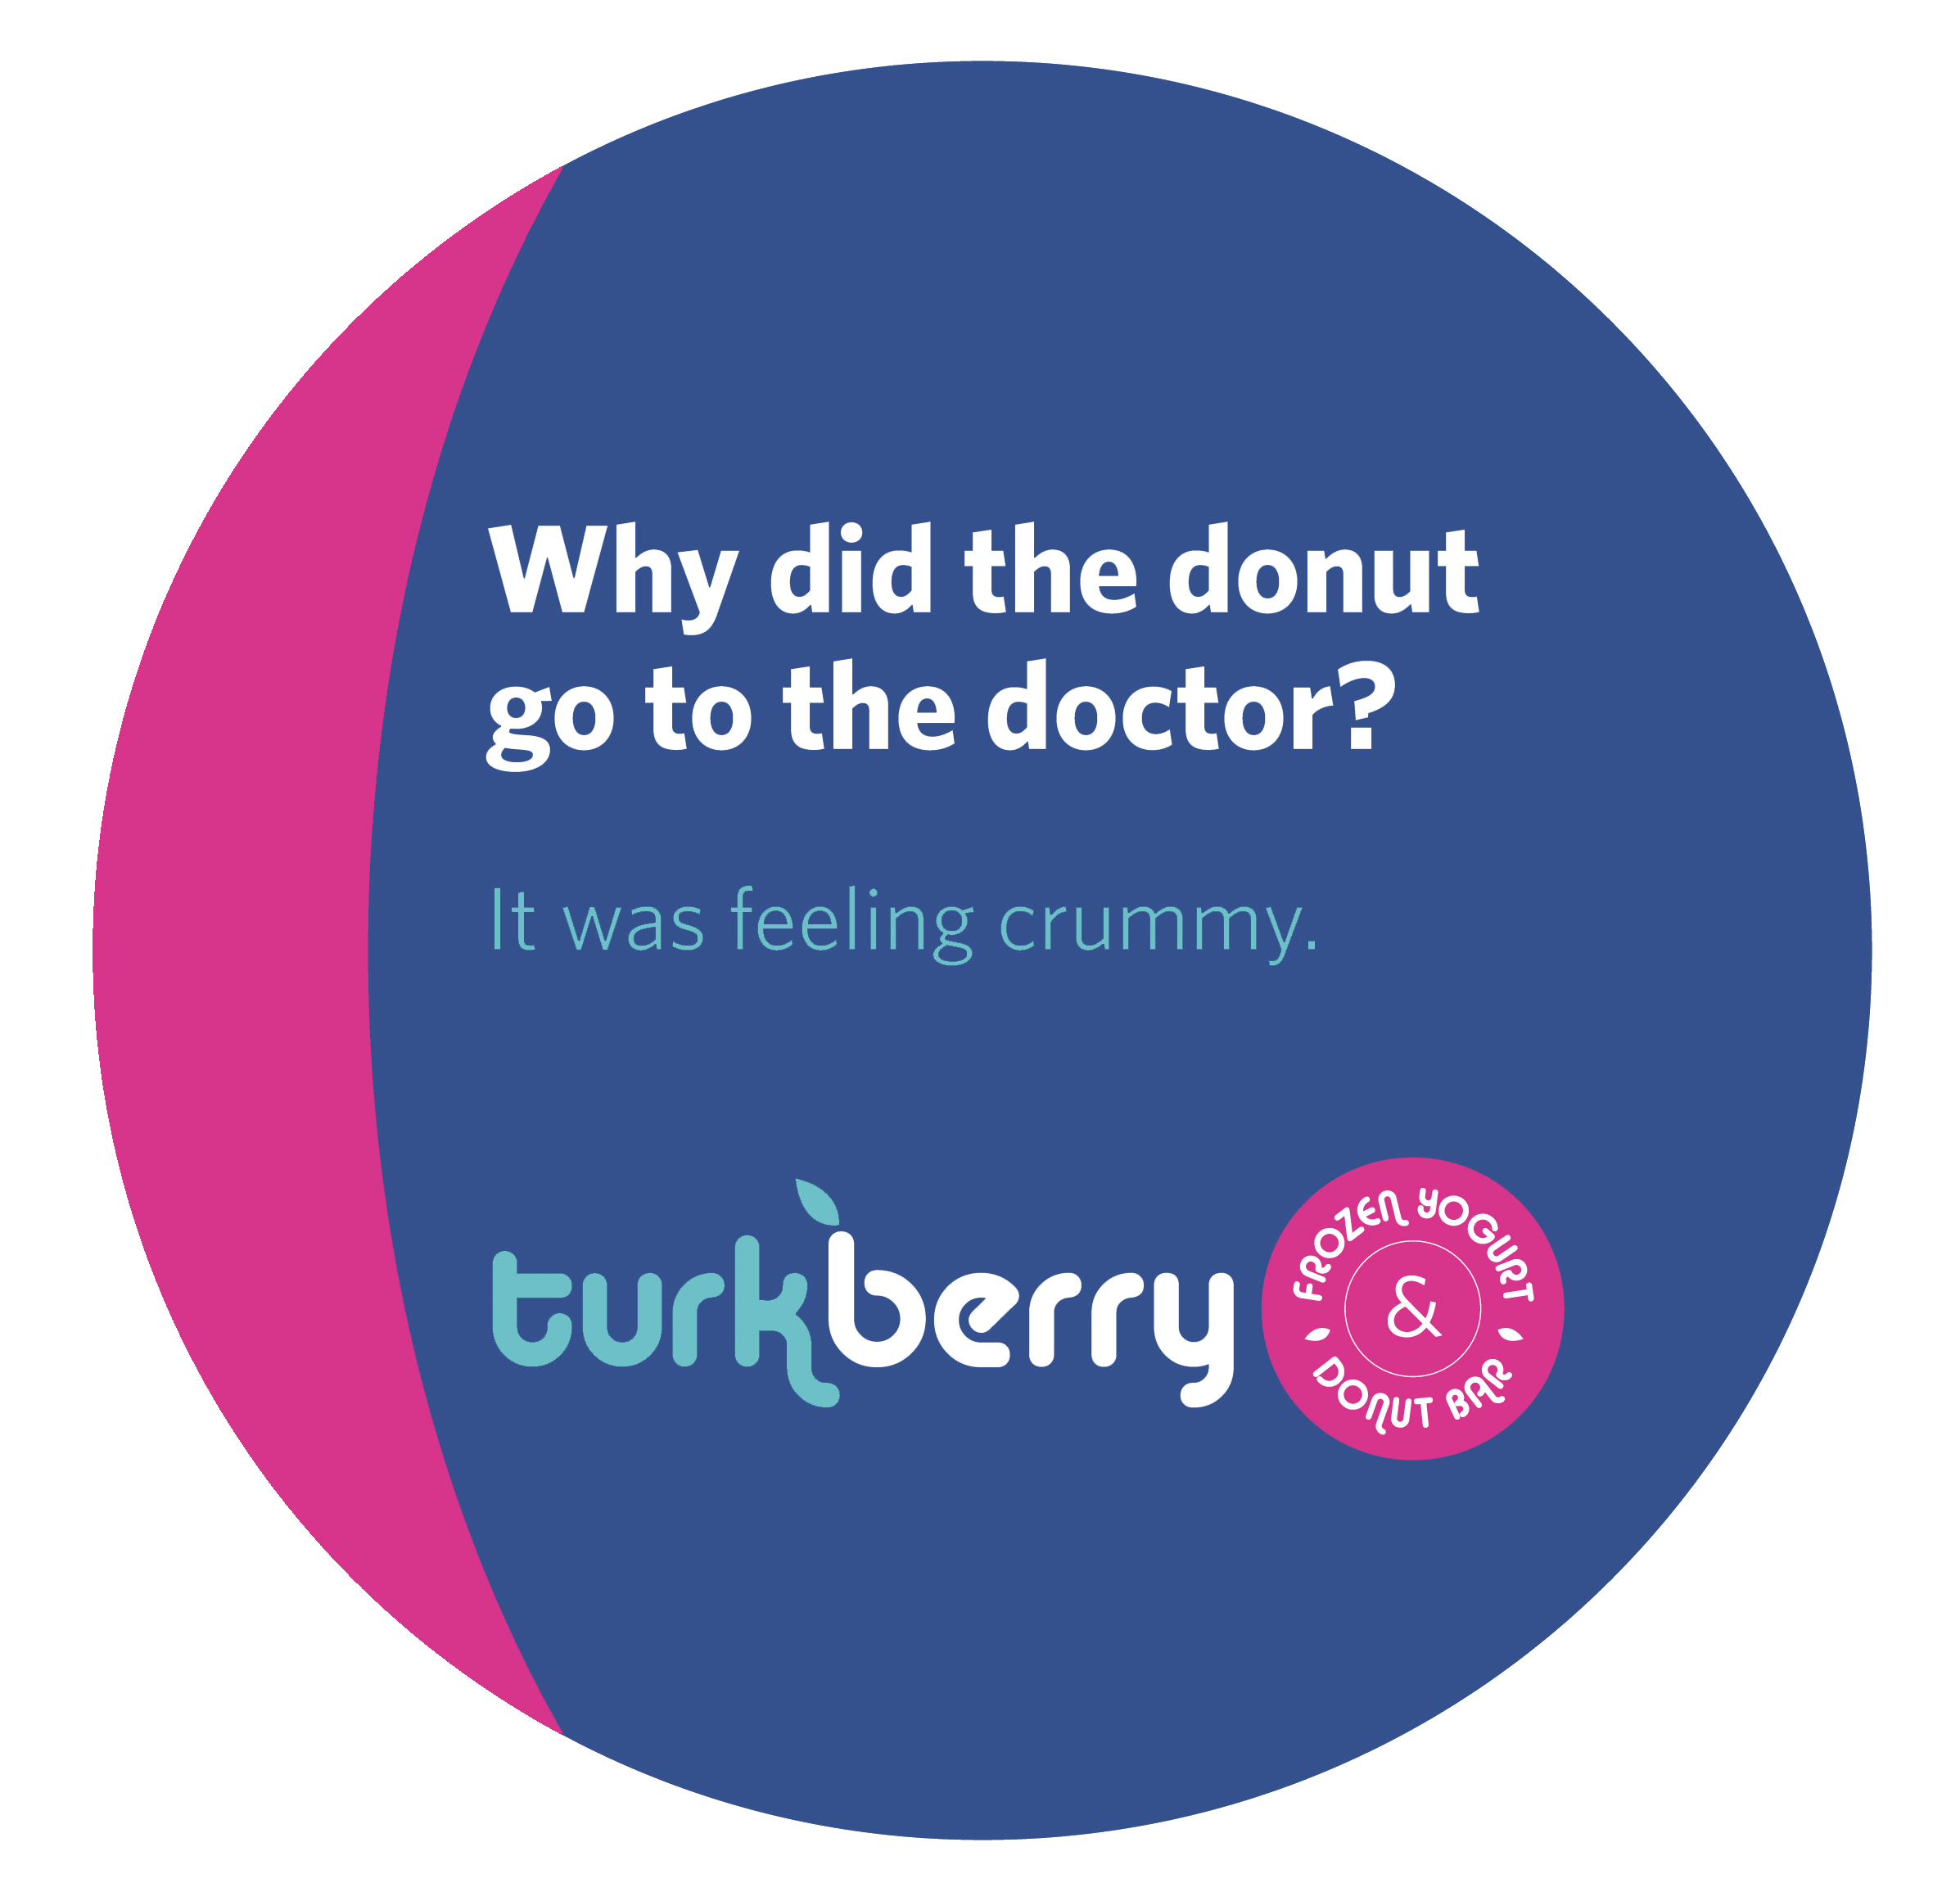 Why did the donut
go to the doctor?
It was feeling crummy.
turkberry
FROZEN YOGURT
&
DONUT BAR